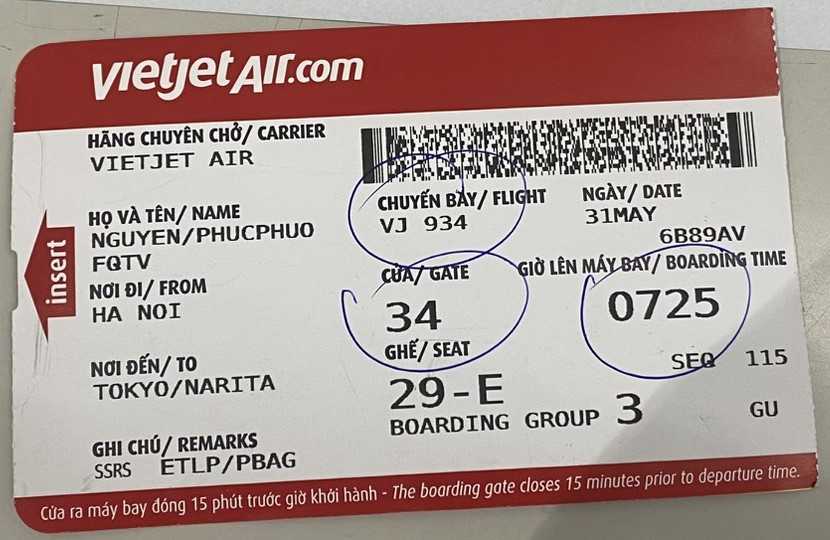 vietjetAir.com
HÃNG CHUYÊN CHỞ/ CARRIER
VIETJET AIR
HỌ VÀ TÊN/ NAME
NGUYEN/PHUCPHUO
FQTV
NƠI ĐI/ FROM
HA NOI
NƠI ĐẾN/ TO
TOKYO/NARITA
GHI CHÚ/ REMARKS
SSRS ETLP/PBAG
insert
CHUYẾN BAY/ FLIGHT
VJ 934
NGÀY/ DATE
31MAY
6B89AV
CỬA/ GATE
34
GIỜ LÊN MÁY BAY/ BOARDING TIME
0725
GHẾ/ SEAT
29-E
SEQ 115
BOARDING GROUP 3
GU
Cửa ra máy bay đóng 15 phút trước giờ khởi hành - The boarding gate closes 15 minutes prior to departure time.